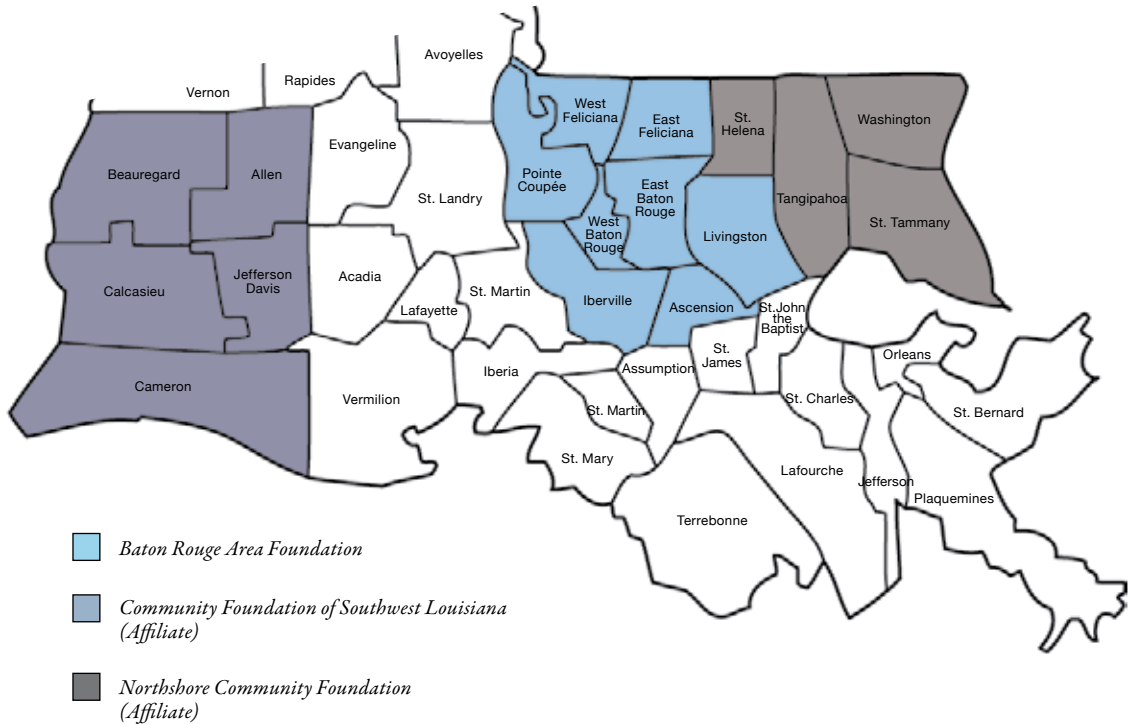 Avoyelles
Rapides
Vernon
West
Feliciana
East
Feliciana
St.
Helena
Washington
Evangeline
Beauregard
Allen
Pointe
Coupée
St. Landry
East
Baton
Rouge
Tangipahoa
St. Tammany
West
Baton
Rouge
Livingston
Calcasieu
Jefferson
Davis
Acadia
Lafayette
St. Martin
Iberville
Ascension
St.John
the
Baptist
St.
James
Orleans
Cameron
Vermilion
Iberia
Assumption
St. Martin
St. Charles
St. Bernard
St. Mary
Lafourche
Jefferson
Plaquemines
Terrebonne
Baton Rouge Area Foundation
Community Foundation of Southwest Louisiana
(Affiliate)
Northshore Community Foundation
(Affiliate)